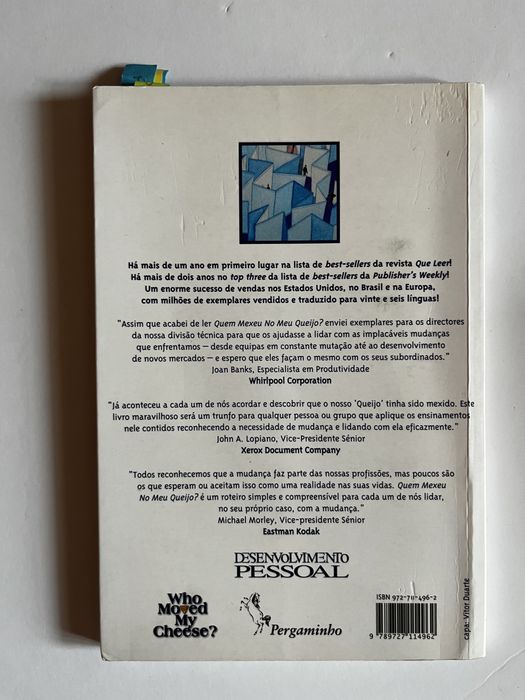 Há mais de um ano em primeiro lugar na lista de best-sellers da revista Que Leer!
Há mais de dois anos no top three da lista de best-sellers da Publisher's Weekly!
Um enorme sucesso de vendas nos Estados Unidos, no Brasil e na Europa,
com milhões de exemplares vendidos e traduzido para vinte e seis línguas!
"Assim que acabei de ler Quem Mexeu No Meu Queijo? enviei exemplares para os directores
da nossa divisão técnica para que os ajudasse a lidar com as implacáveis mudanças
que enfrentamos — desde equipas em constante mutação até ao desenvolvimento
de novos mercados — e espero que eles façam o mesmo com os seus subordinados."
Joan Banks, Especialista em Produtividade
Whirlpool Corporation
"Já aconteceu a cada um de nós acordar e descobrir que o nosso 'Queijo' tinha sido mexido. Este
livro maravilhoso será um trunfo para qualquer pessoa ou grupo que aplique os ensinamentos
nele contidos reconhecendo a necessidade de mudança e lidando com ela eficazmente."
John A. Lopiano, Vice-Presidente Sénior
Xerox Document Company
"Todos reconhecemos que a mudança faz parte das nossas profissões, mas poucos são
os que esperam ou aceitam isso como uma realidade nas suas vidas. Quem Mexeu
No Meu Queijo? é um roteiro simples e compreensível para cada um de nós lidar,
no seu próprio caso, com a mudança."
Michael Morley, Vice-presidente Sénior
Eastman Kodak
DESENVOLVIMENTO
PESSOAL
Who
Moved
My
Cheese?
Pergaminho
ISBN 972-711-496-2
9 789727 114962
capa: Vitor Duarte